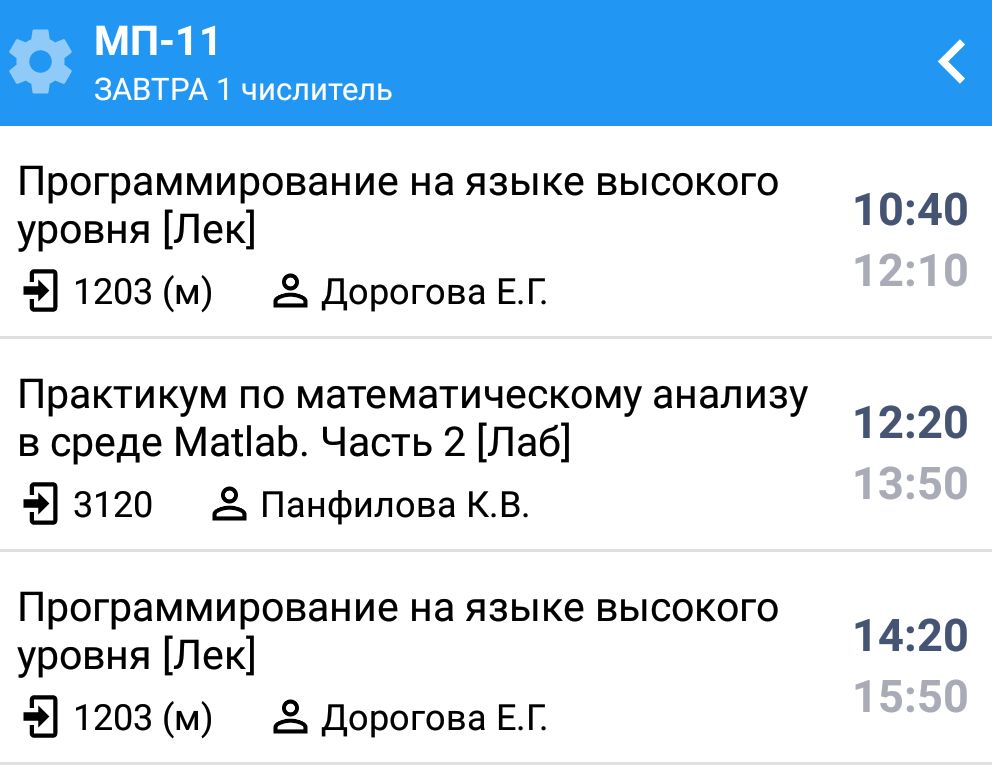 МП-11
ЗАВТРА 1 числитель
Программирование на языке высокого
уровня [Лек]
10:40
12:10
1203 (м) Дорогова Е.Г.
Практикум по математическому анализу
в среде Matlab. Часть 2 [Лаб]
12:20
13:50
3120 Панфилова К.В.
Программирование на языке высокого
уровня [Лек]
14:20
15:50
1203 (м) Дорогова Е.Г.